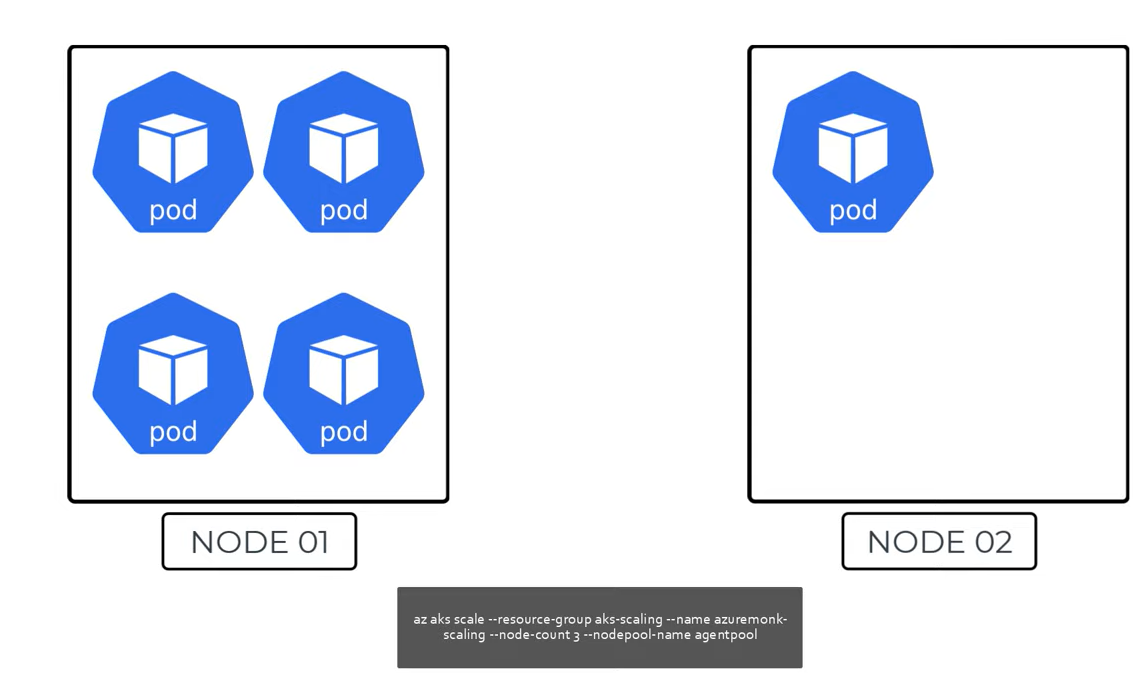 pod
pod
pod
pod
pod
NODE 01
NODE 02
az aks scale --resource-group aks-scaling --name azuremonk-
scaling --node-count 3 --nodepool-name agentpool